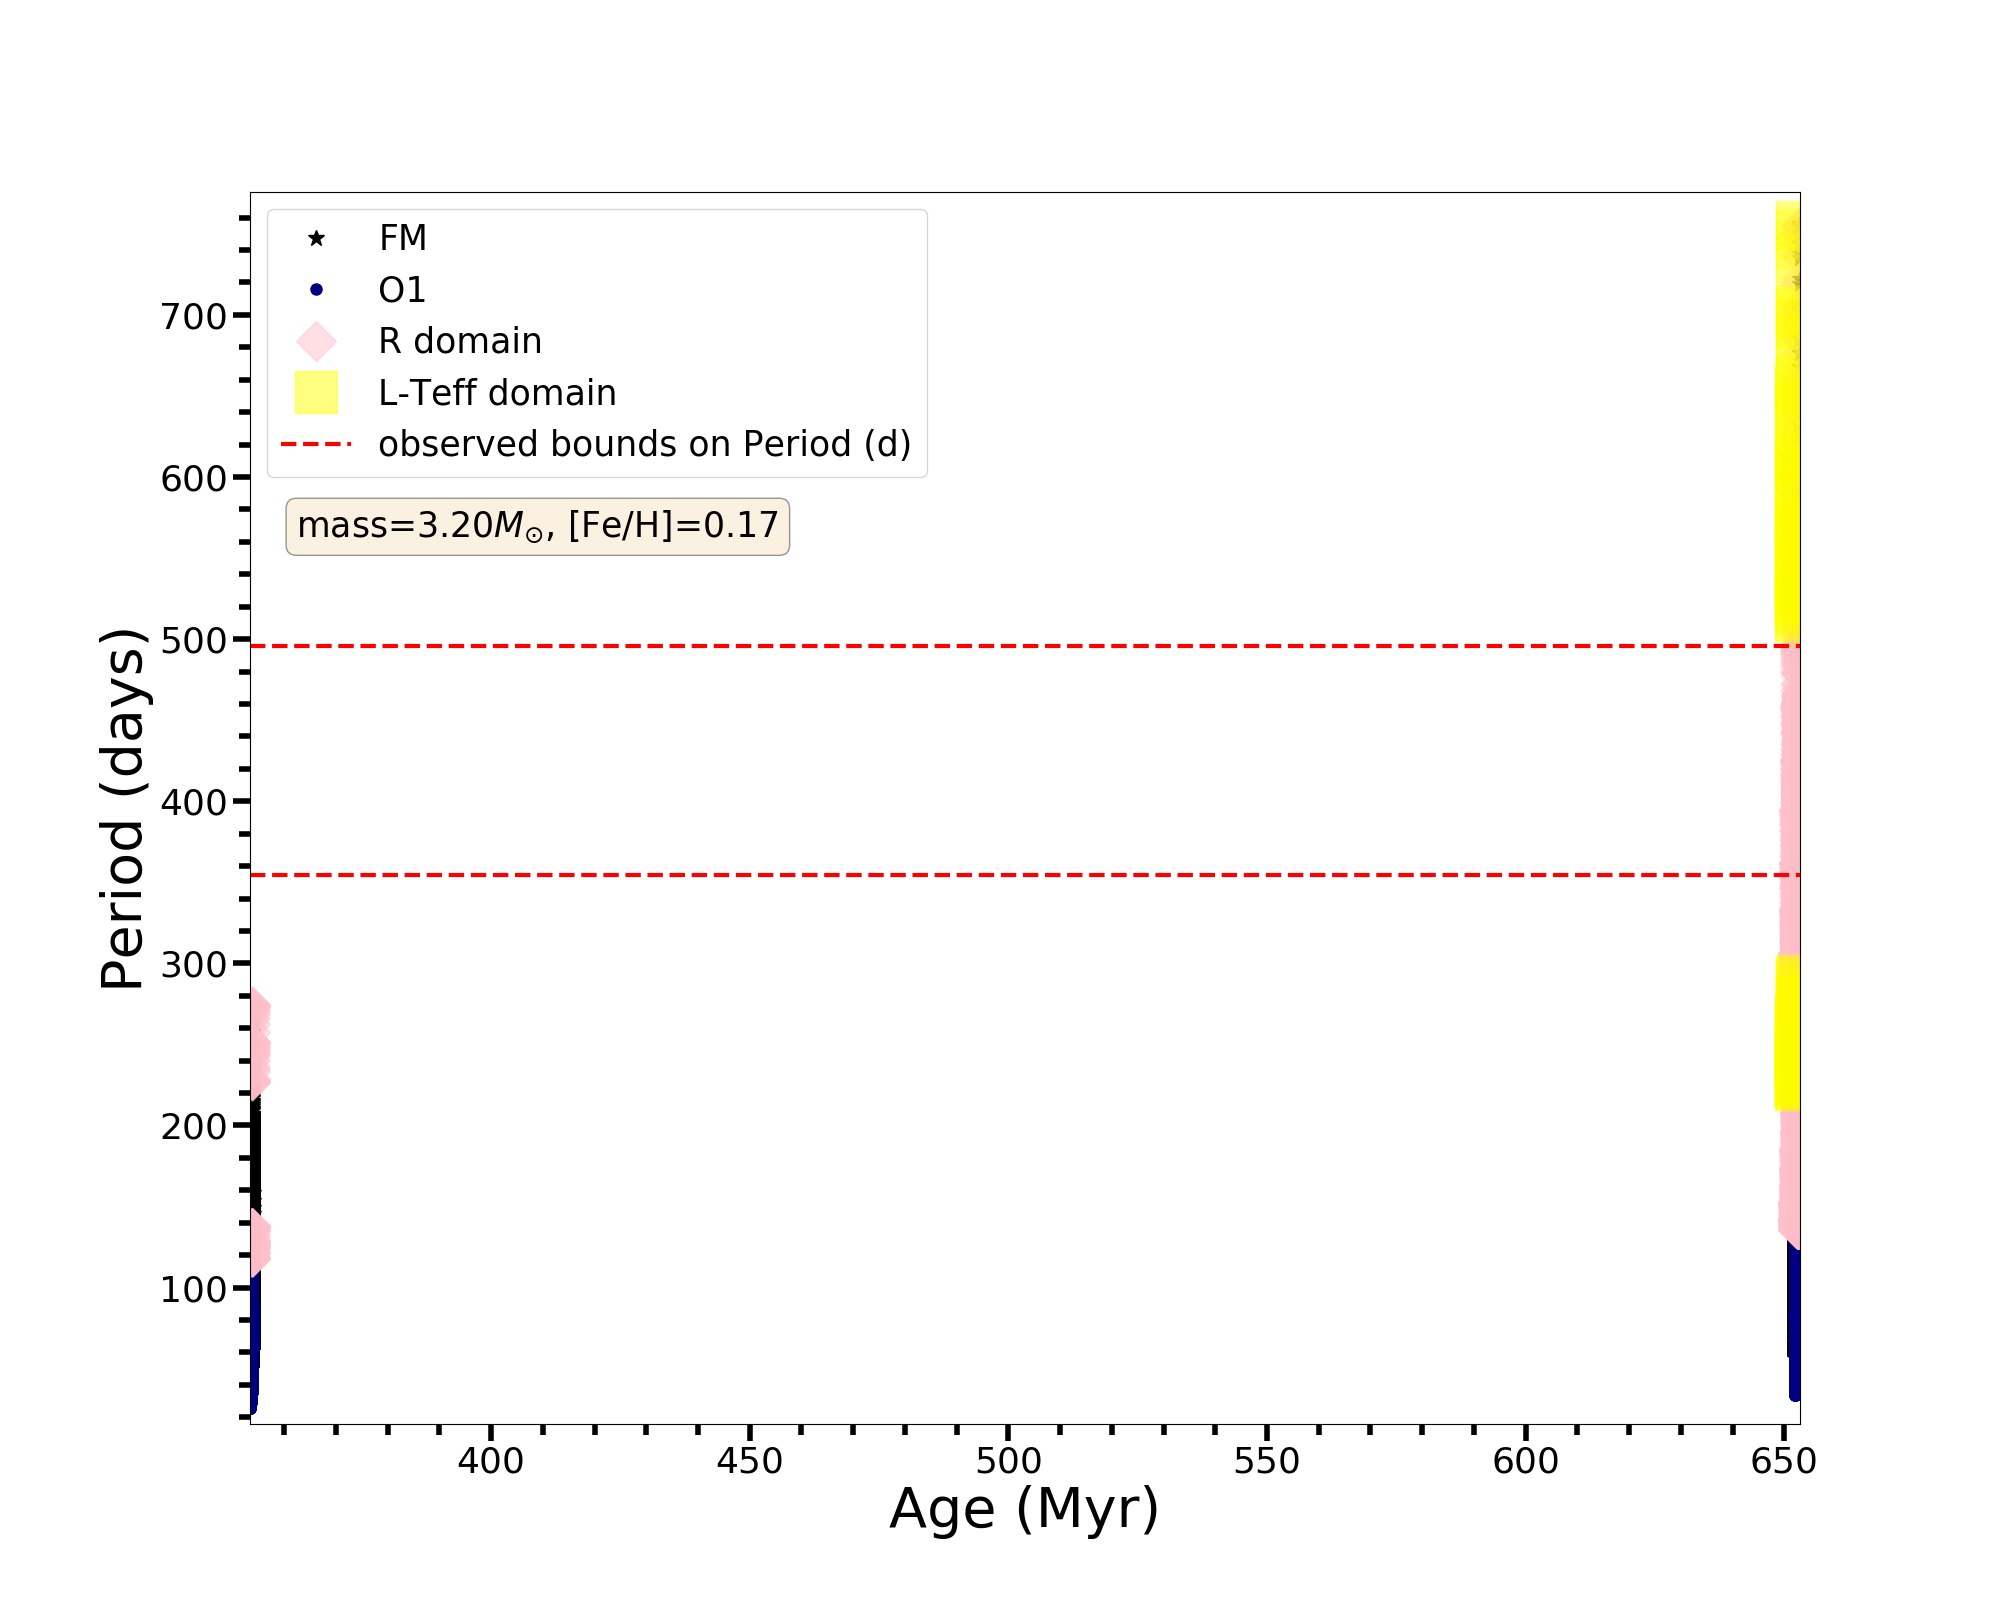 FM
O1
R domain
L-Teff domain
observed bounds on Period (d)
mass=3.20M⊙, [Fe/H]=0.17
700
600
500
400
300
200
100
Period (days)
400 450 500 550 600 650
Age (Myr)